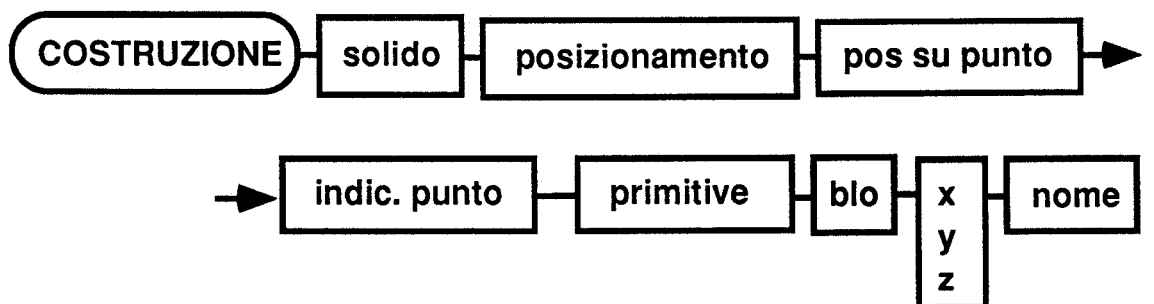 COSTRUZIONE solido posizionamento pos su punto
indic. punto primitive blo x nome
y
z